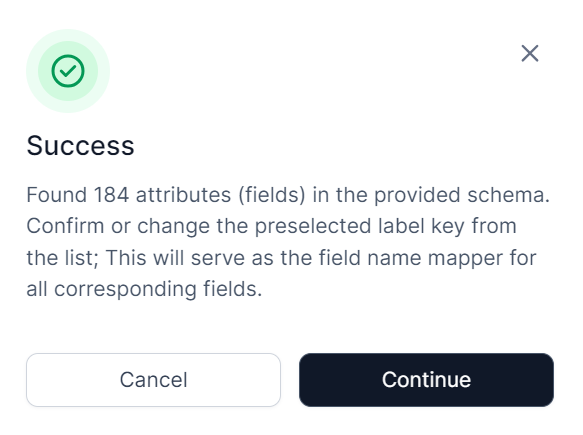 Success
Found 184 attributes (fields) in the provided schema.
Confirm or change the preselected label key from
the list; This will serve as the field name mapper for
all corresponding fields.
Cancel
Continue